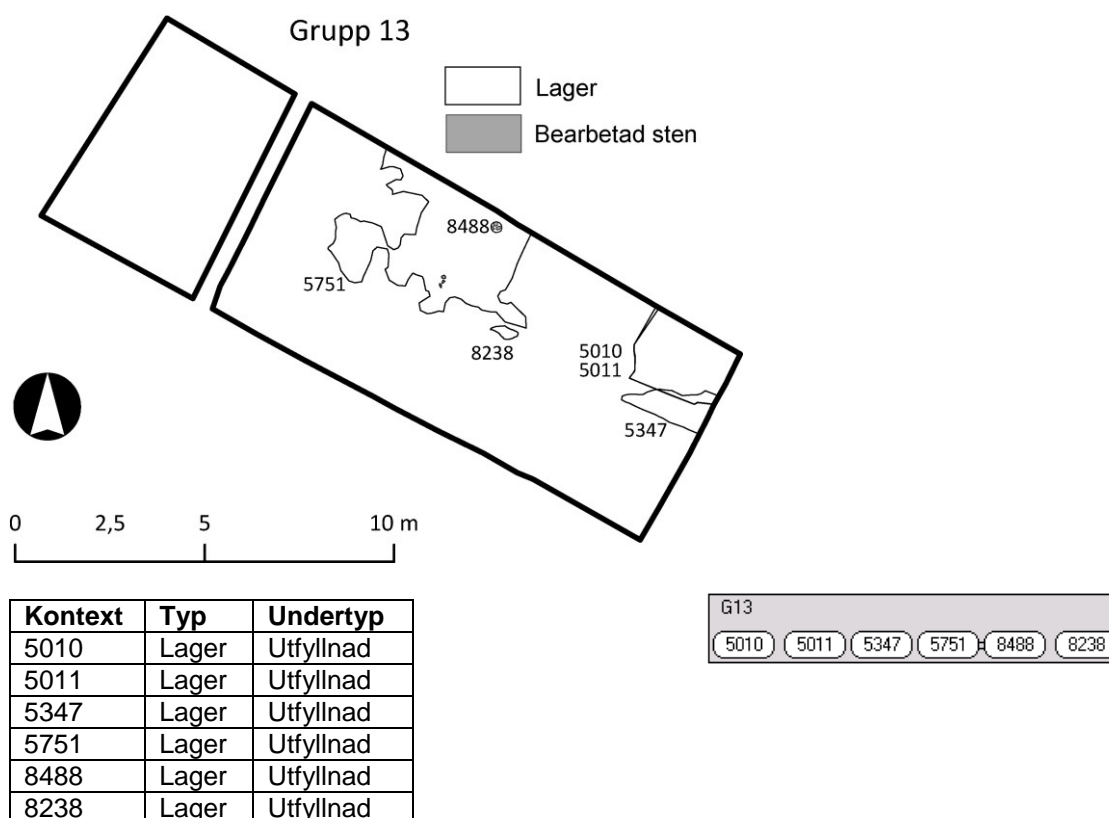 Grupp 13
Lager
Bearbetad sten
8488
5751
8238
5010
5011
5347
0 2,5 5 10 m
Kontext Typ Undertyp
5010 Lager Utfyllnad
5011 Lager Utfyllnad
5347 Lager Utfyllnad
5751 Lager Utfyllnad
8488 Lager Utfyllnad
8238 Lager Utfyllnad
G13
5010 5011 5347 5751 8488 8238